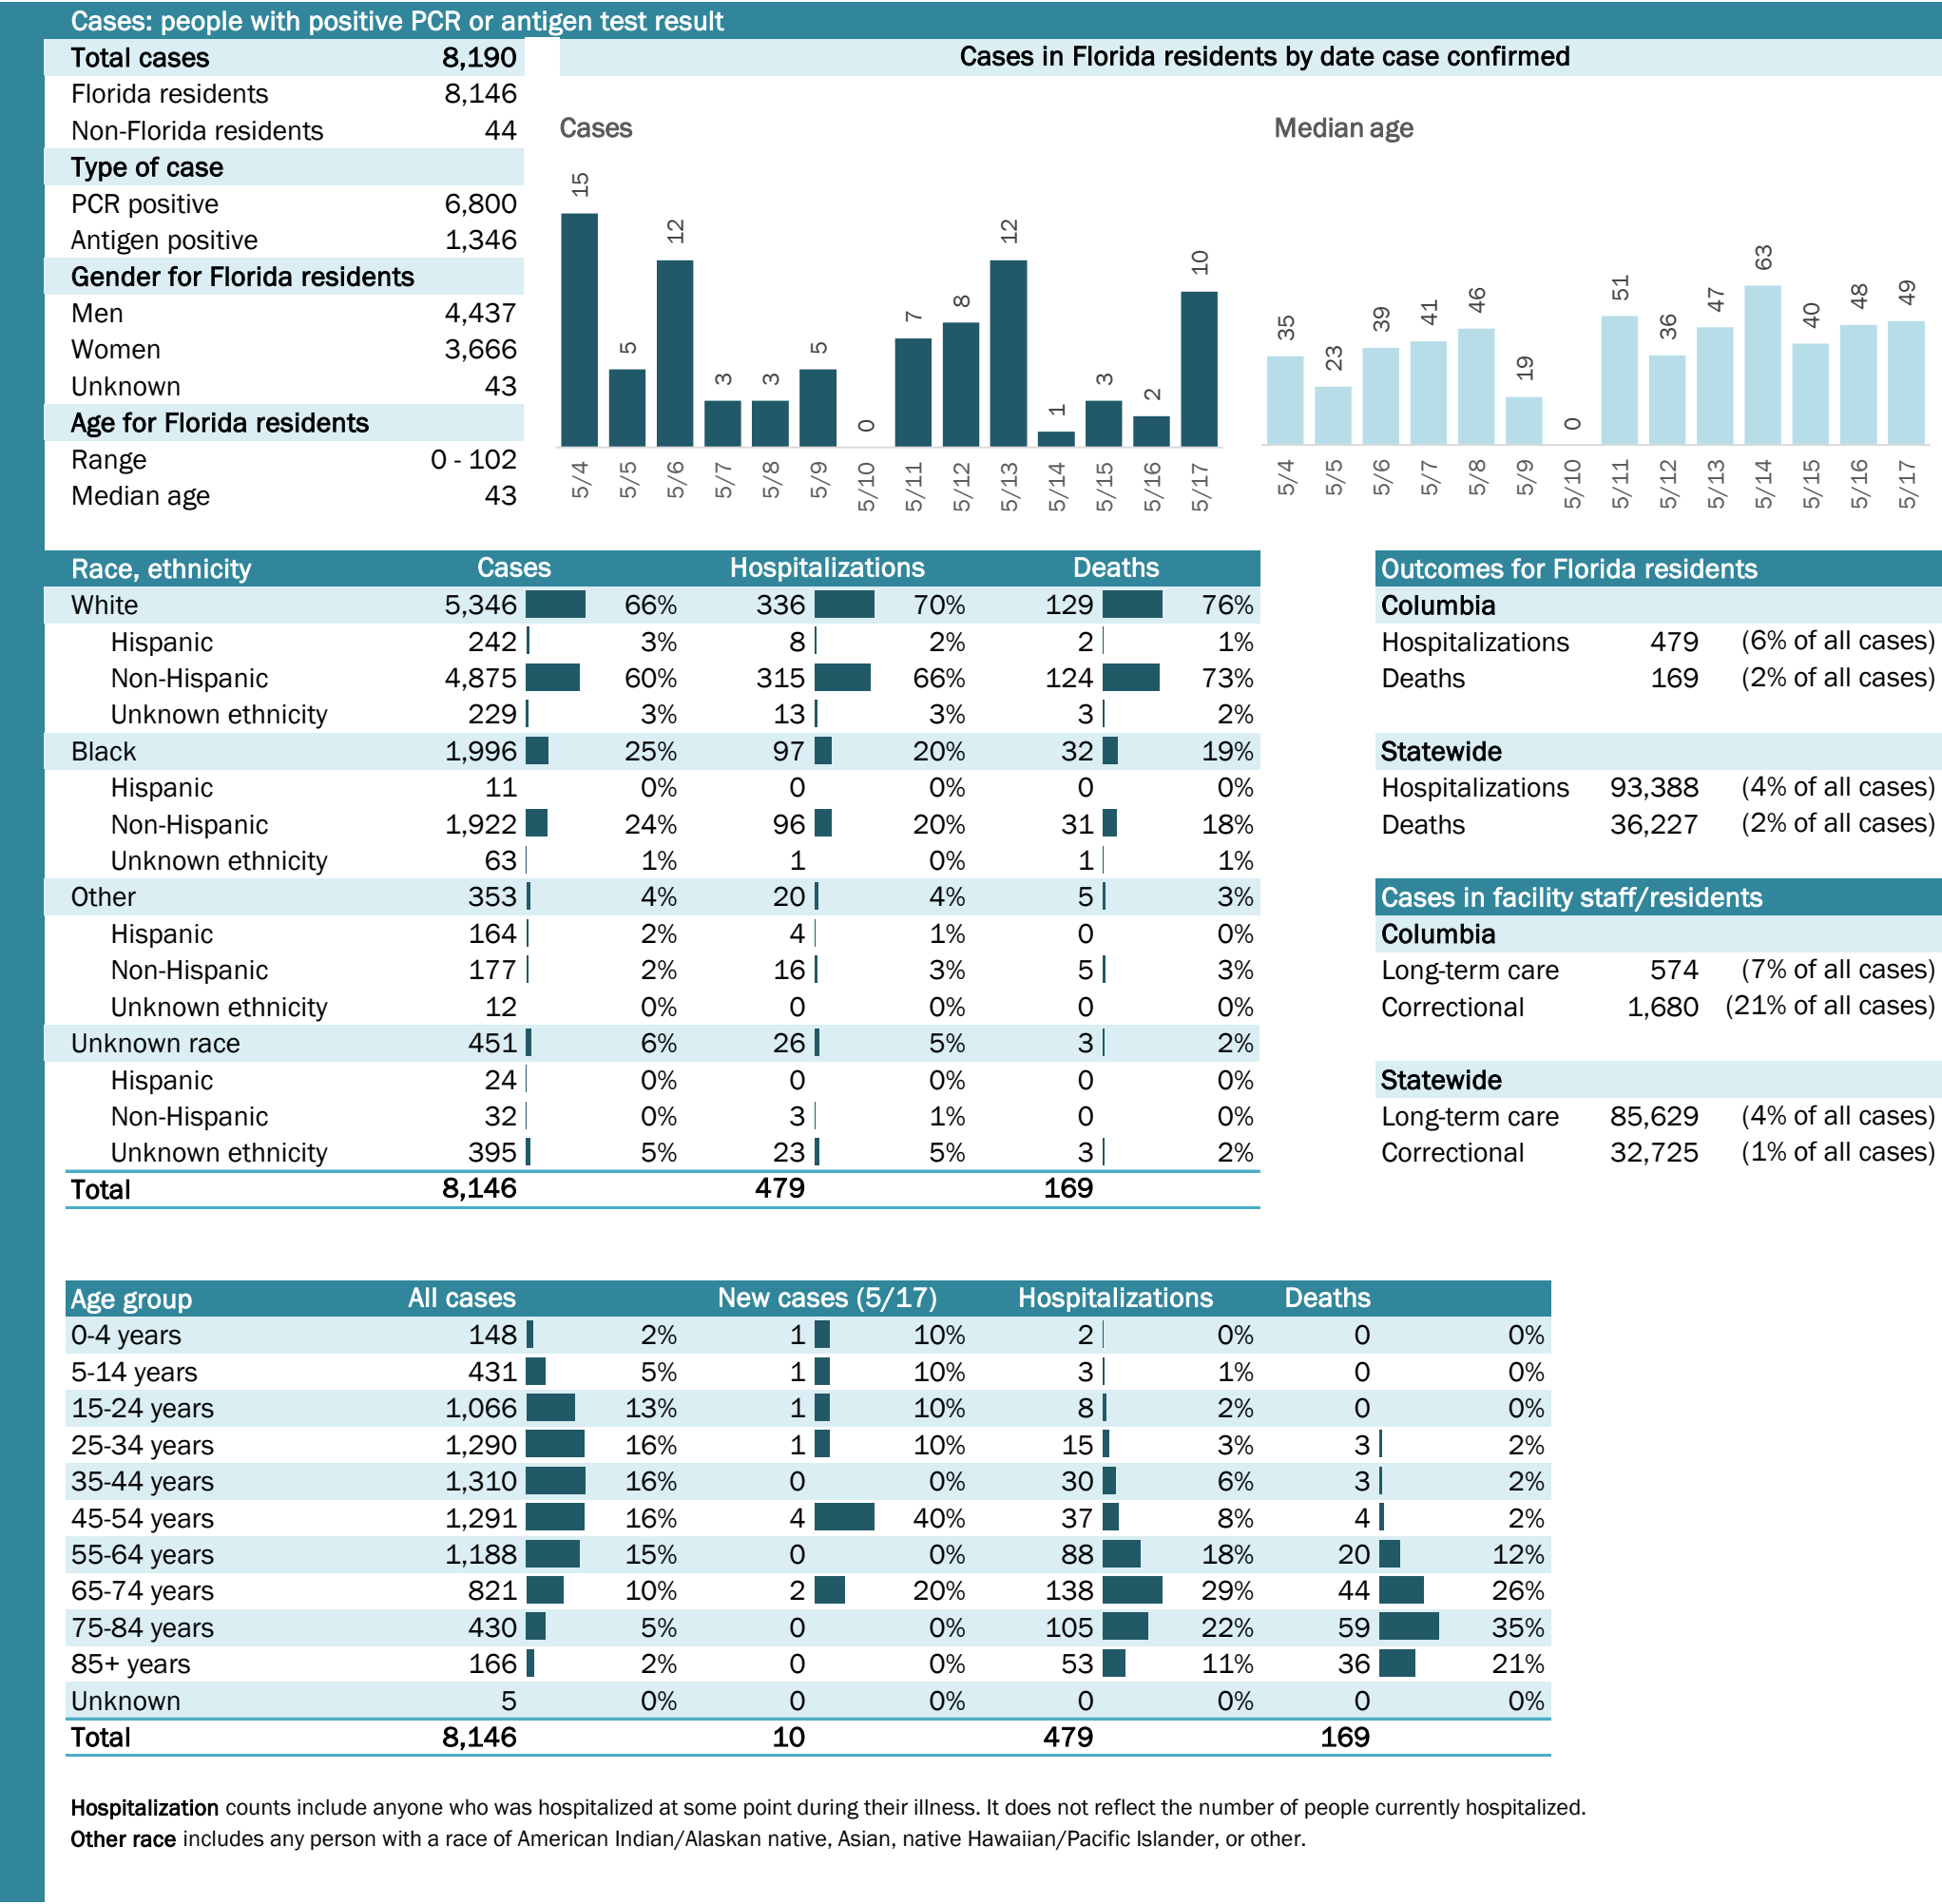 Cases: people with positive PCR or antigen test result
Total cases 8,190
Florida residents 8,146
Non-Florida residents 44
Type of case
PCR positive 6,800
Antigen positive 1,346
Gender for Florida residents
Men 4,437
Women 3,666
Unknown 43
Age for Florida residents
Range 0 - 102
Median age 43
Cases in Florida residents by date case confirmed
Cases
15 5 12 3 3 5 0 7 8 12 1 3 2 10
5/4 5/5 5/6 5/7 5/8 5/9 5/10 5/11 5/12 5/13 5/14 5/15 5/16 5/17
Median age
35 23 39 41 46 19 0 51 36 47 63 40 48 49
5/4 5/5 5/6 5/7 5/8 5/9 5/10 5/11 5/12 5/13 5/14 5/15 5/16 5/17
Race, ethnicity Cases Hospitalizations Deaths
White 5,346 66% 336 70% 129 76%
Hispanic 242 3% 8 2% 2 1%
Non-Hispanic 4,875 60% 315 66% 124 73%
Unknown ethnicity 229 3% 13 3% 3 2%
Black 1,996 25% 97 20% 32 19%
Hispanic 11 0% 0 0% 0 0%
Non-Hispanic 1,922 24% 96 20% 31 18%
Unknown ethnicity 63 1% 1 0% 1 1%
Other 353 4% 20 4% 5 3%
Hispanic 164 2% 4 1% 0 0%
Non-Hispanic 177 2% 16 3% 5 3%
Unknown ethnicity 12 0% 0 0% 0 0%
Unknown race 451 6% 26 5% 3 2%
Hispanic 24 0% 0 0% 0 0%
Non-Hispanic 32 0% 3 1% 0 0%
Unknown ethnicity 395 5% 23 5% 3 2%
Total 8,146 479 169
Outcomes for Florida residents
Columbia
Hospitalizations 479 (6% of all cases)
Deaths 169 (2% of all cases)
Statewide
Hospitalizations 93,388 (4% of all cases)
Deaths 36,227 (2% of all cases)
Cases in facility staff/residents
Columbia
Long-term care 574 (7% of all cases)
Correctional 1,680 (21% of all cases)
Statewide
Long-term care 85,629 (4% of all cases)
Correctional 32,725 (1% of all cases)
Age group All cases New cases (5/17) Hospitalizations Deaths
0-4 years 148 2% 1 10% 2 0% 0 0%
5-14 years 431 5% 1 10% 3 1% 0 0%
15-24 years 1,066 13% 1 10% 8 2% 0 0%
25-34 years 1,290 16% 1 10% 15 3% 3 2%
35-44 years 1,310 16% 0 0% 30 6% 3 2%
45-54 years 1,291 16% 4 40% 37 8% 4 2%
55-64 years 1,188 15% 0 0% 88 18% 20 12%
65-74 years 821 10% 2 20% 138 29% 44 26%
75-84 years 430 5% 0 0% 105 22% 59 35%
85+ years 166 2% 0 0% 53 11% 36 21%
Unknown 5 0% 0 0% 0 0% 0 0%
Total 8,146 10 479 169
Hospitalization counts include anyone who was hospitalized at some point during their illness. It does not reflect the number of people currently hospitalized.
Other race includes any person with a race of American Indian/Alaskan native, Asian, native Hawaiian/Pacific Islander, or other.